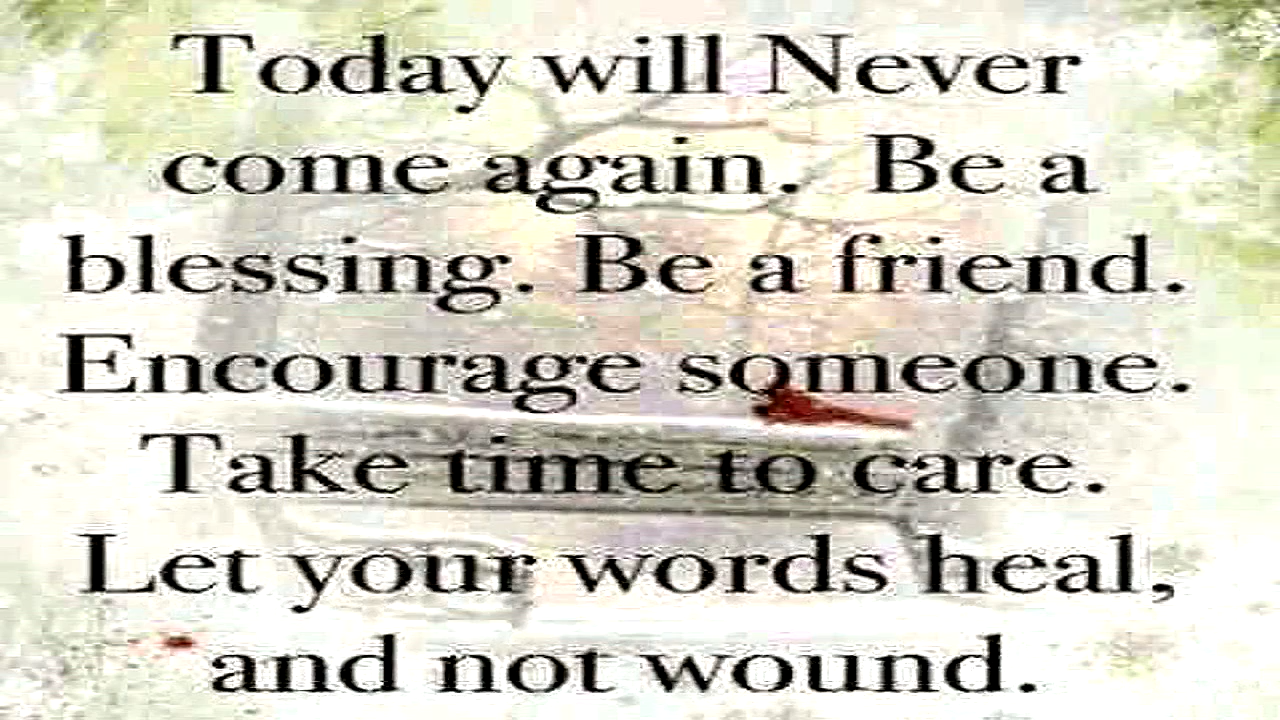 Today will Never
come again. Be a
blessing. Be a friend.
Encourage someone.
Take time to care.
Let your words heal,
and not wound.